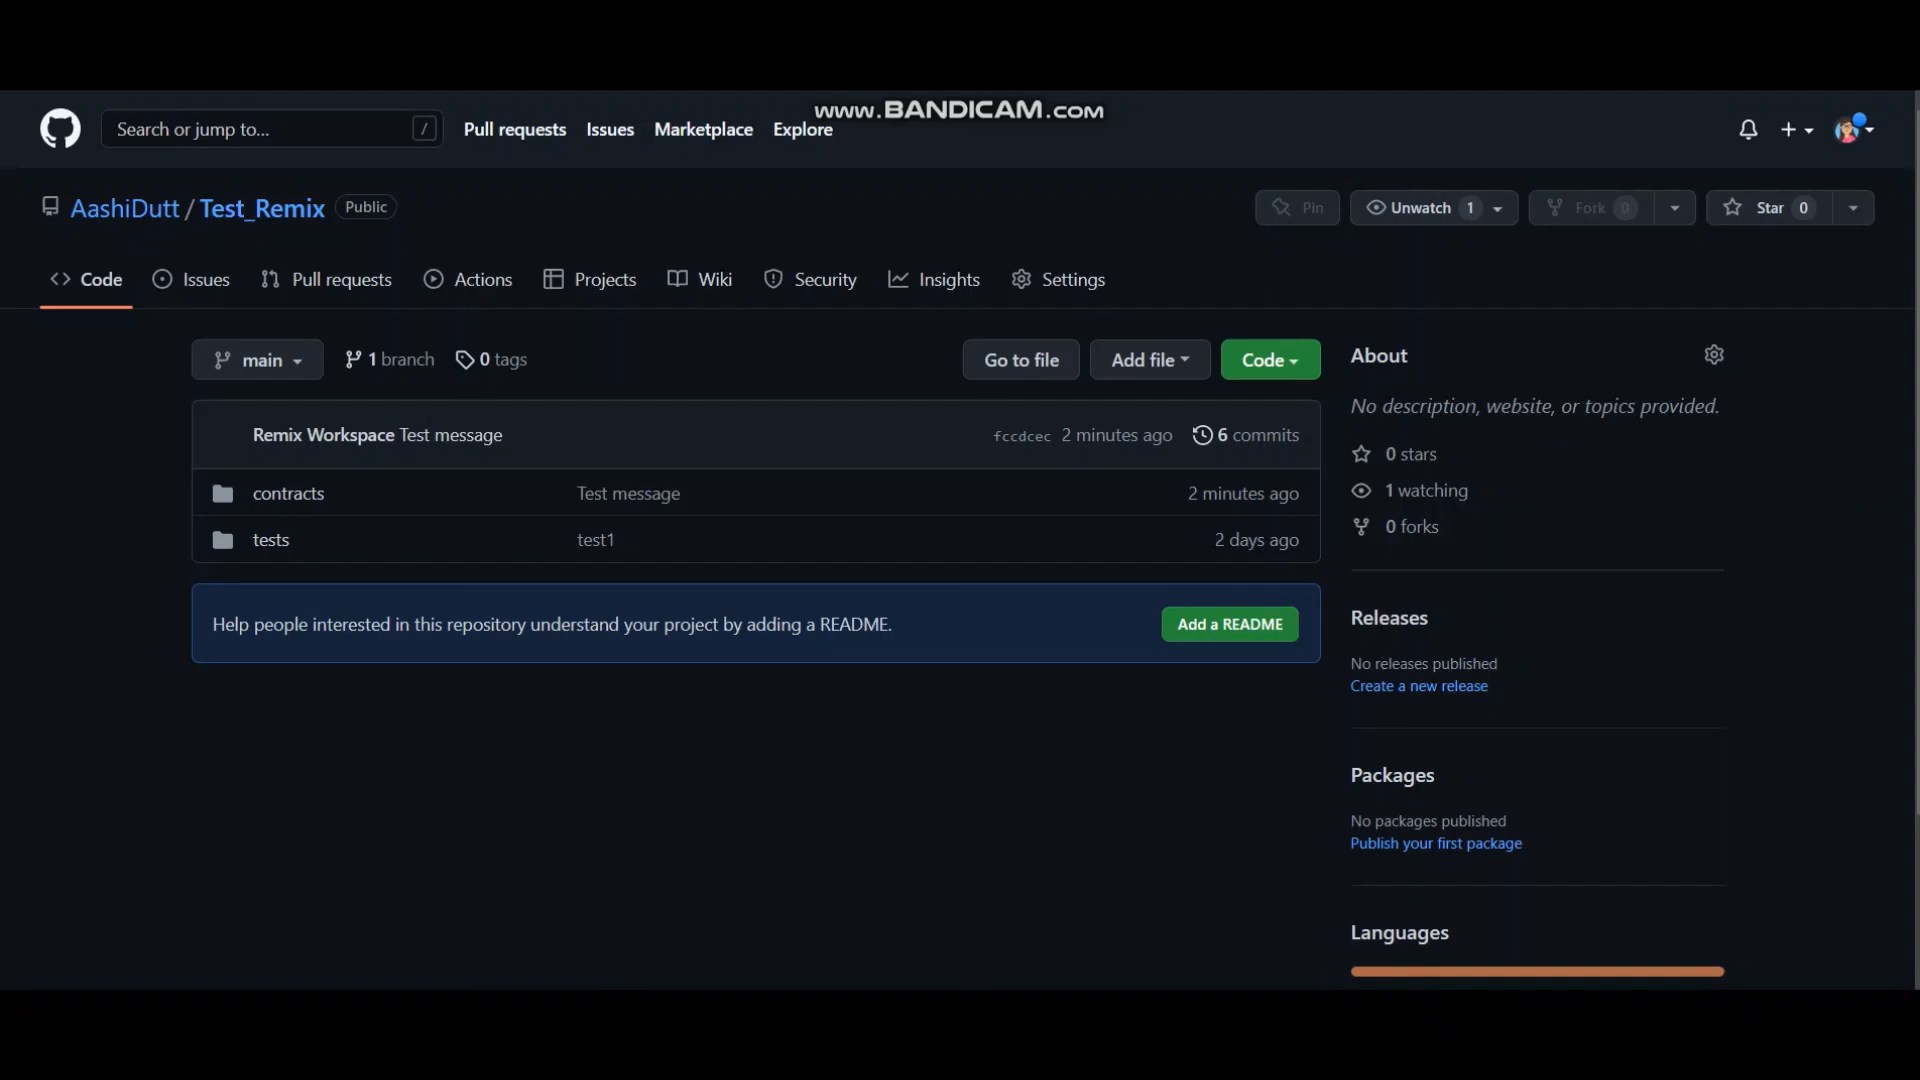 www.BANDICAM.com
Search or jump to... /
Pull requests Issues Marketplace Explore
AashiDutt / Test_Remix Public
Pin
Unwatch 1
Fork 0
Star 0
Code Issues Pull requests Actions Projects Wiki Security Insights Settings
main 1 branch 0 tags
Go to file Add file Code
Remix Workspace Test message fccdcec 2 minutes ago 6 commits
contracts Test message 2 minutes ago
tests test1 2 days ago
Help people interested in this repository understand your project by adding a README. Add a README
About
No description, website, or topics provided.
0 stars
1 watching
0 forks
Releases
No releases published
Create a new release
Packages
No packages published
Publish your first package
Languages